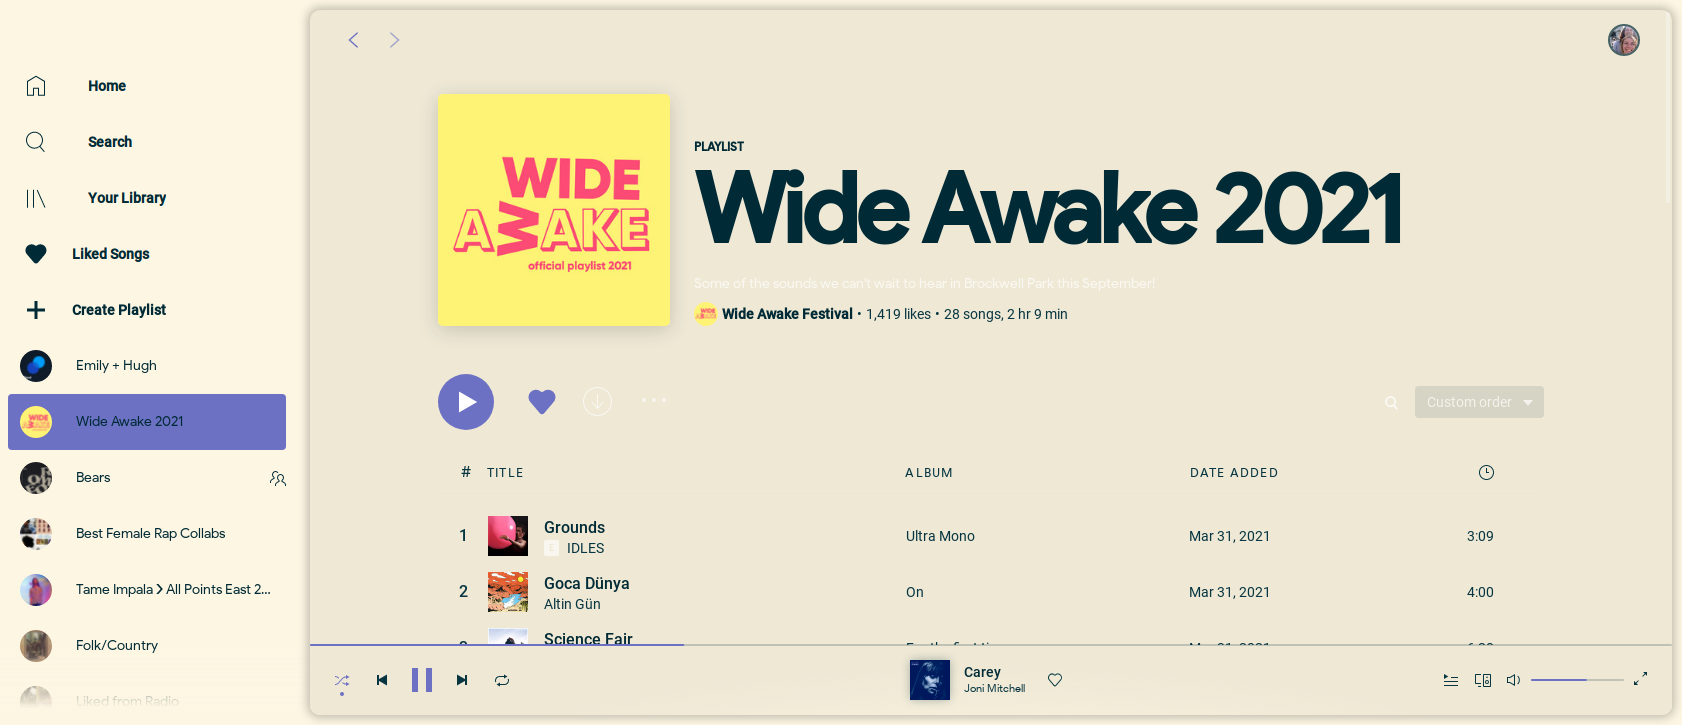 Home
Search
Your Library
Liked Songs
Create Playlist
Emily + Hugh
Wide Awake 2021
Bears
Best Female Rap Collabs
Tame Impala > All Points East 2...
Folk/Country
Liked from Radio
WIDE
AWAKE
official playlist 2021
PLAYLIST
Wide Awake 2021
Some of the sounds we can't wait to hear in Brockwell Park this September!
Wide Awake Festival • 1,419 likes • 28 songs, 2 hr 9 min
Custom order
# TITLE ALBUM DATE ADDED
1 Grounds Ultra Mono Mar 31, 2021 3:09
E IDLES
2 Goca Dünya On Mar 31, 2021 4:00
Altin Gün
Science Fair
Carey
Joni Mitchell